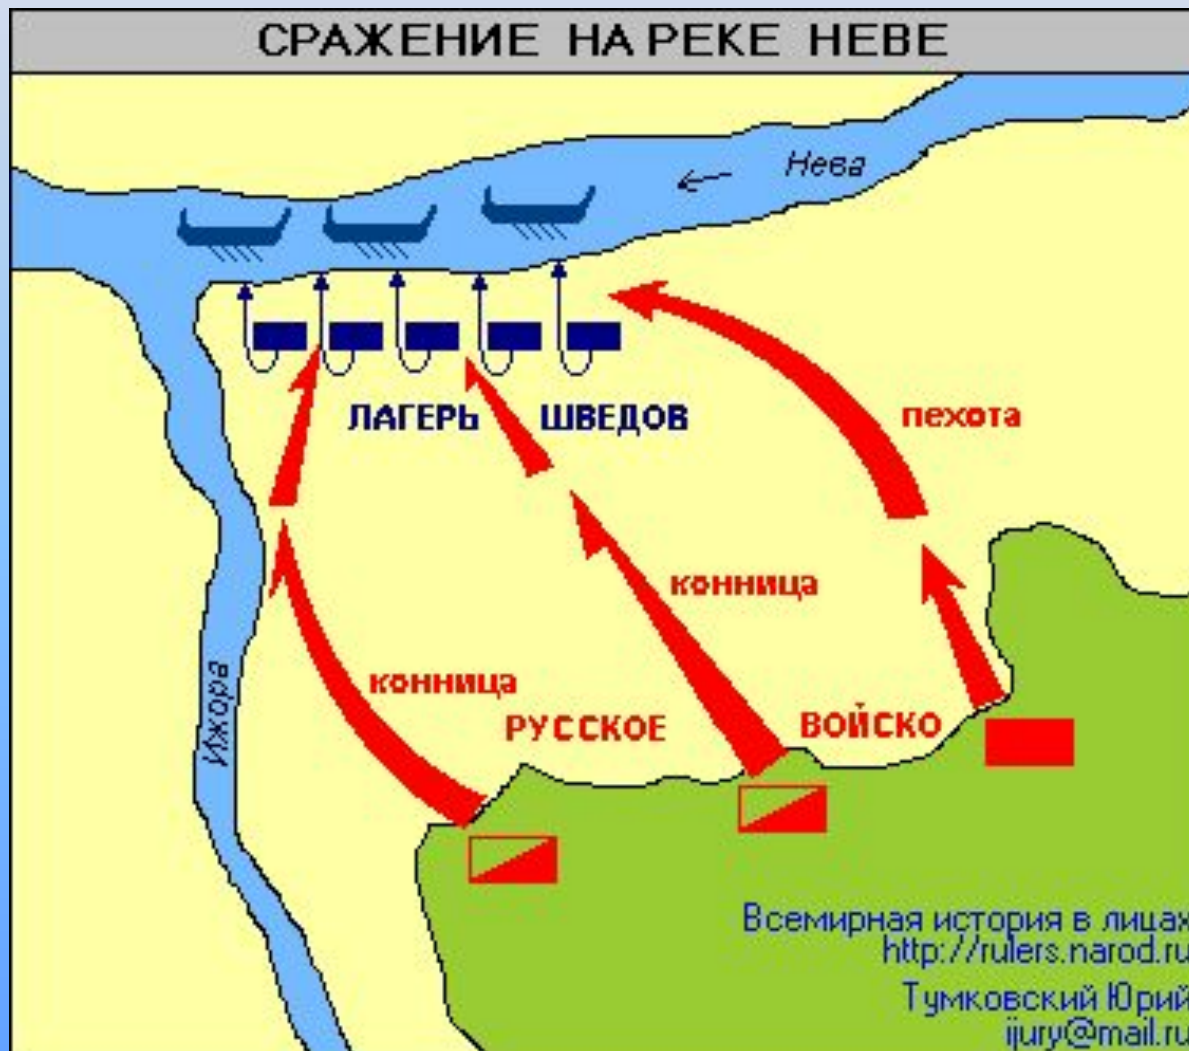 СРАЖЕНИЕ НА РЕКЕ НЕВЕ
Нева
ЛАГЕРЬ ШВЕДОВ
пехота
конница
конница
Ижора
РУССКОЕ ВОЙСКО
Всемирная история в лицах
http://rulers.narod.ru
Тумковский Юрий
ijury@mail.ru